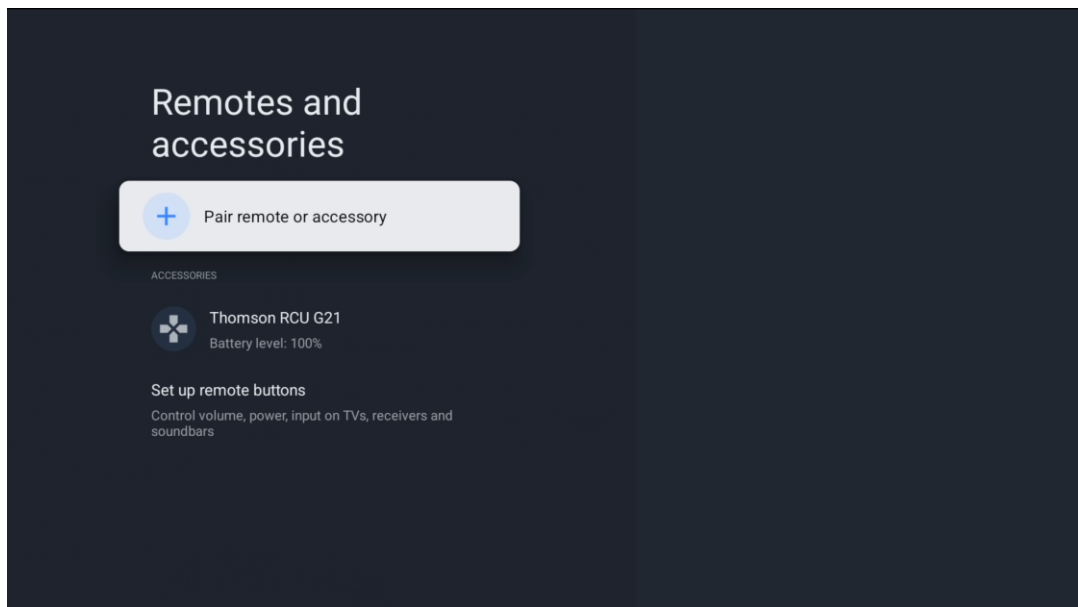 Remotes and
accessories
Pair remote or accessory
ACCESSORIES
Thomson RCU G21
Battery level: 100%
Set up remote buttons
Control volume, power, input on TVs, receivers and
soundbars